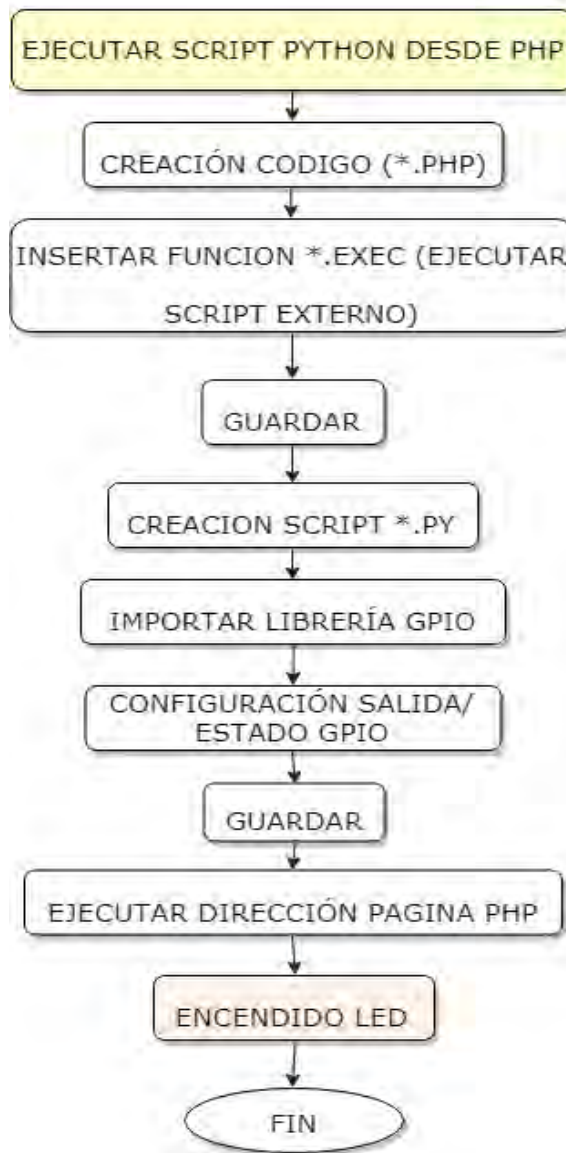 EJECUTAR SCRIPT PYTHON DESDE PHP
CREACIÓN CODIGO (*.PHP)
INSERTAR FUNCION *.EXEC (EJECUTAR
SCRIPT EXTERNO)
GUARDAR
CREACION SCRIPT *.PY
IMPORTAR LIBRERÍA GPIO
CONFIGURACIÓN SALIDA/
ESTADO GPIO
GUARDAR
EJECUTAR DIRECCIÓN PAGINA PHP
ENCENDIDO LED
FIN